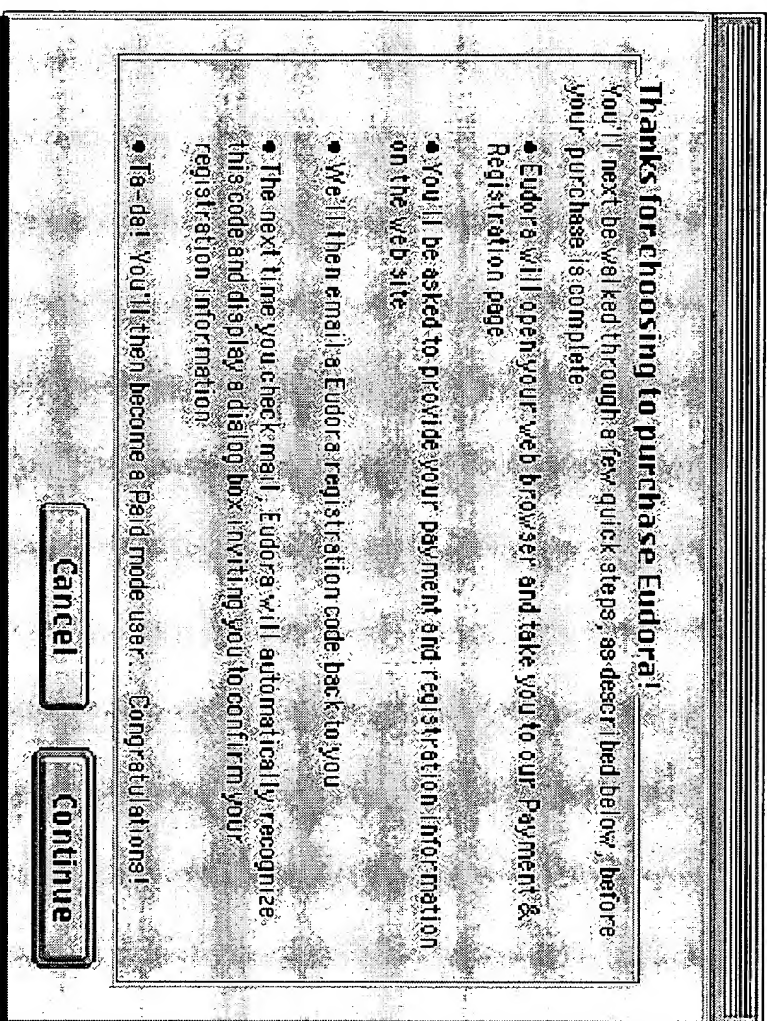 Thanks for choosing to purchase Eudora!
You'll next be walked through a few quick steps, as described below, before
your purchase is complete.
• Eudora will open your web browser and take you to our Payment &
Registration page.
• You'll be asked to provide your payment and registration information
on the web site
• We'll then email a Eudora registration code back to you
• The next time you check mail, Eudora will automatically recognize
this code and display a dialog box inviting you to confirm your
registration information
• Ta-da! You'll then become a Paid mode user... Congratulations!
Cancel
Continue